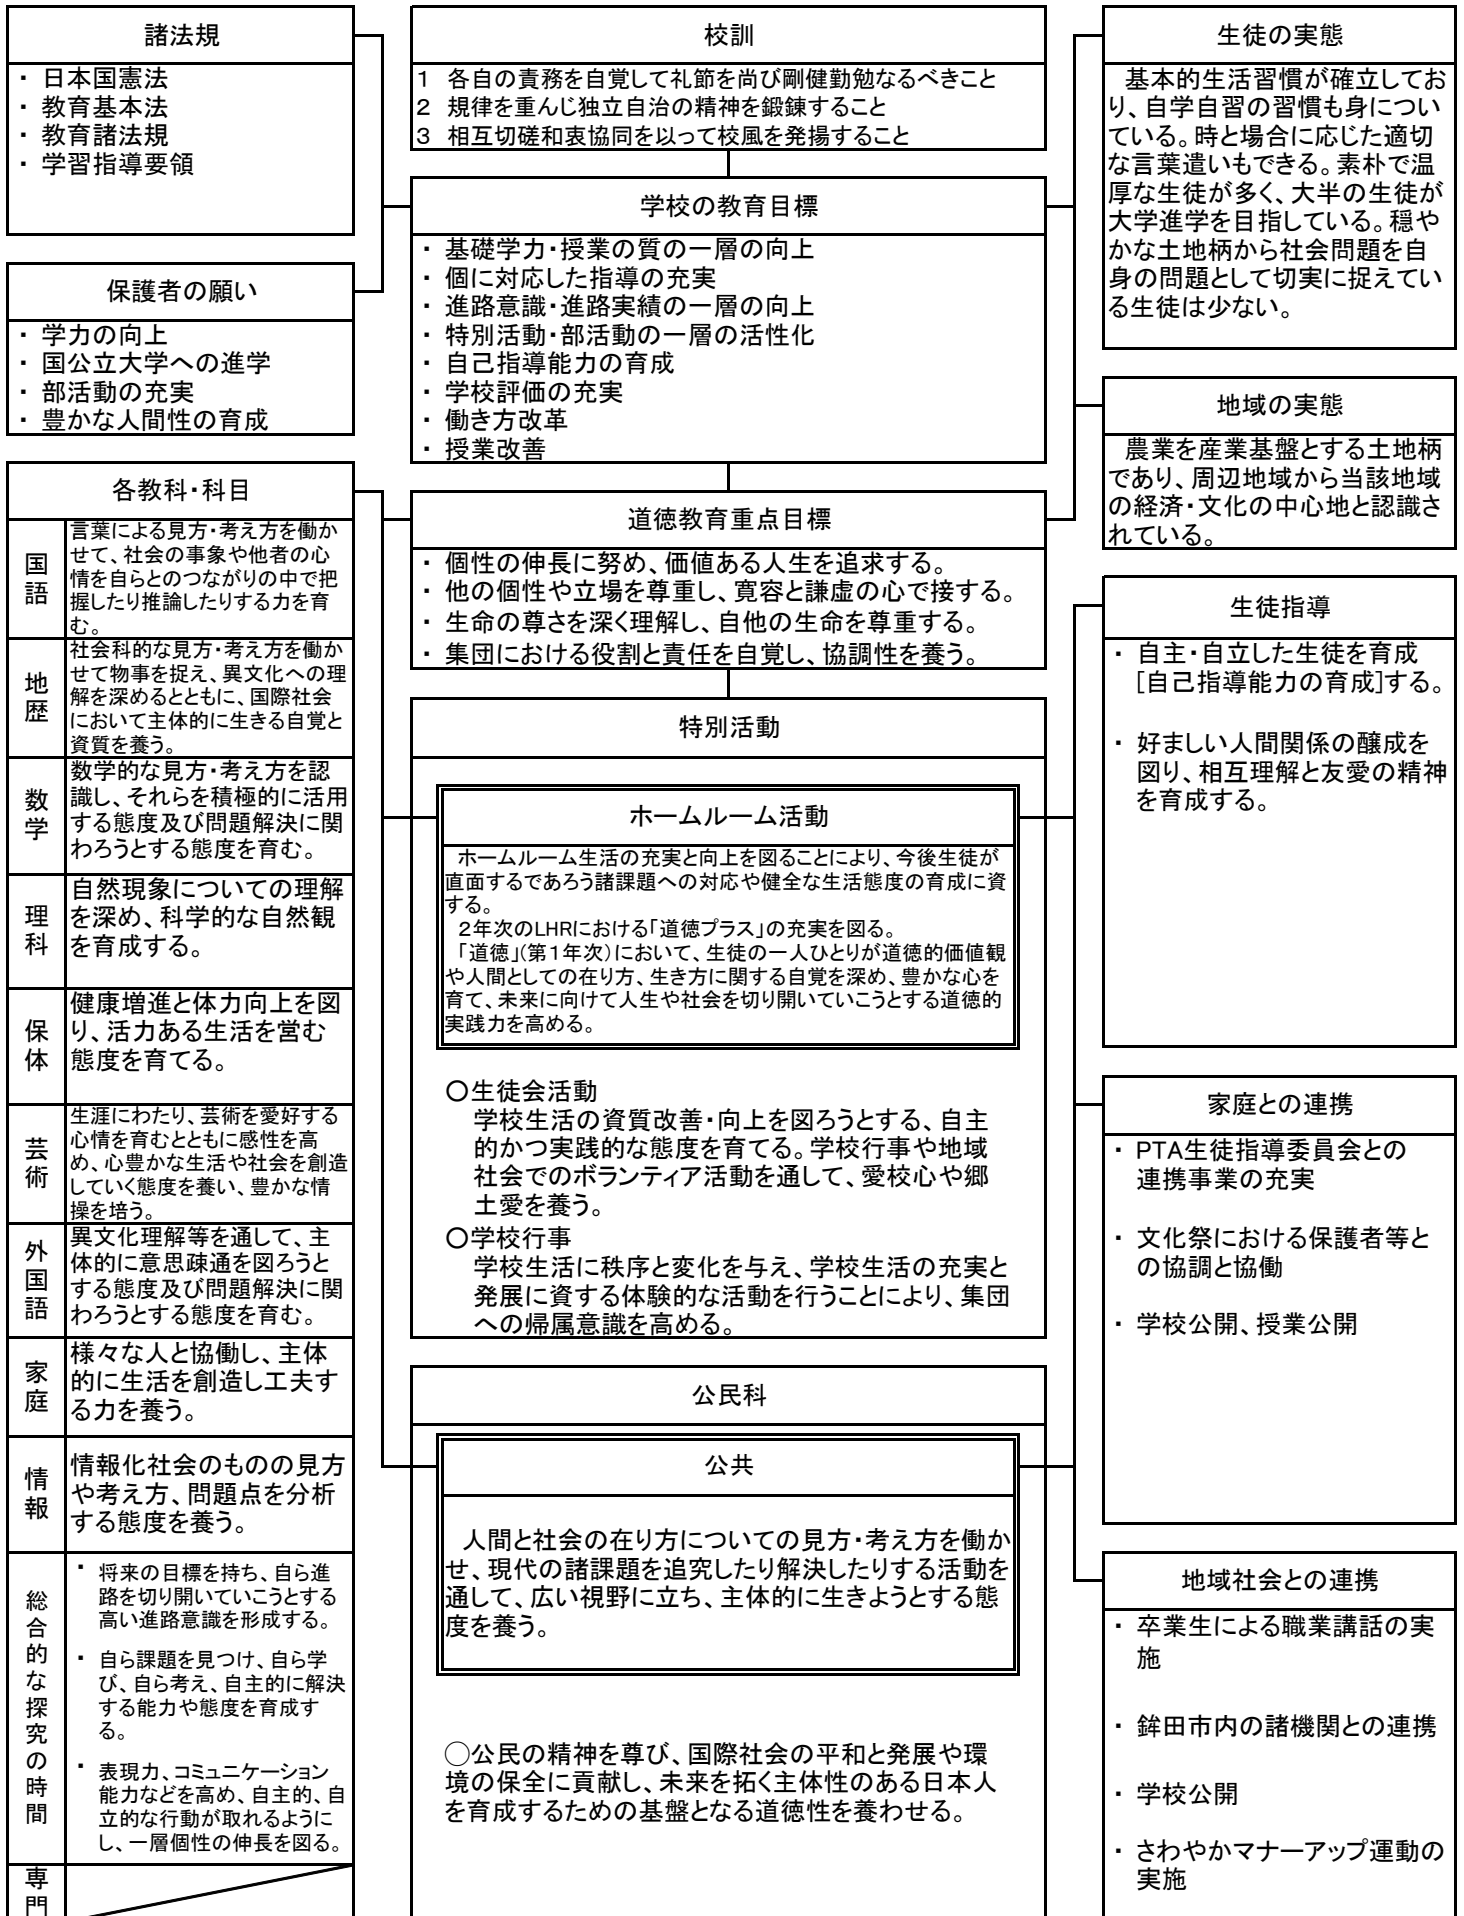 諸法規
・ 日本国憲法
・ 教育基本法
・ 教育諸法規
・ 学習指導要領
保護者の願い
・ 学力の向上
・ 国公立大学への進学
・ 部活動の充実
・ 豊かな人間性の育成
各教科・科目
国語
言葉による見方・考え方を働か
せて、社会の事象や他者の心
情を自らとのつながりの中で把
握したり推論したりする力を育
む。
地歴
社会科的な見方・考え方を働か
せて物事を捉え、異文化への理
解を深めるとともに、国際社会
において主体的に生きる自覚と
資質を養う。
数学
数学的な見方・考え方を認
識し、それらを積極的に活用
する態度及び問題解決に関
わろうとする態度を育む。
理科
自然現象についての理解
を深め、科学的な自然観
を育成する。
保体
健康増進と体力向上を図
り、活力ある生活を営む
態度を育てる。
芸術
生涯にわたり、芸術を愛好する
心情を育むとともに感性を高
め、心豊かな生活や社会を創造
していく態度を養い、豊かな情
操を培う。
外国語
異文化理解等を通して、主
体的に意思疎通を図ろうと
する態度及び問題解決に関
わろうとする態度を育む。
家庭
様々な人と協働し、主体
的に生活を創造し工夫す
る力を養う。
情報
情報化社会のものの見方
や考え方、問題点を分析
する態度を養う。
総合的な探究の時間
・ 将来の目標を持ち、自ら進
路を切り開いていこうとする
高い進路意識を形成する。
・ 自ら課題を見つけ、自ら学
び、自ら考え、自主的に解決
する能力や態度を育成す
る。
・ 表現力、コミュニケーション
能力などを高め、自主的、自
立的な行動が取れるように
し、一層個性の伸長を図る。
専門
校訓
1 各自の責務を自覚して礼節を尚び剛健勤勉なるべきこと
2 規律を重んじ独立自治の精神を鍛錬すること
3 相互切磋和衷協同を以って校風を発揚すること
学校の教育目標
・ 基礎学力・授業の質の一層の向上
・ 個に対応した指導の充実
・ 進路意識・進路実績の一層の向上
・ 特別活動・部活動の一層の活性化
・ 自己指導能力の育成
・ 学校評価の充実
・ 働き方改革
・ 授業改善
道徳教育重点目標
・ 個性の伸長に努め、価値ある人生を追求する。
・ 他の個性や立場を尊重し、寛容と謙虚の心で接する。
・ 生命の尊さを深く理解し、自他の生命を尊重する。
・ 集団における役割と責任を自覚し、協調性を養う。
特別活動
ホームルーム活動
ホームルーム生活の充実と向上を図ることにより、今後生徒が
直面するであろう諸課題への対応や健全な生活態度の育成に資
する。
2年次のLHRにおける「道徳プラス」の充実を図る。
「道徳」(第1年次)において、生徒の一人ひとりが道徳的価値観
や人間としての在り方、生き方に関する自覚を深め、豊かな心を
育て、未来に向けて人生や社会を切り開いていこうとする道徳的
実践力を高める。
○生徒会活動
学校生活の資質改善・向上を図ろうとする、自主
的かつ実践的な態度を育てる。学校行事や地域
社会でのボランティア活動を通して、愛校心や郷
土愛を養う。
○学校行事
学校生活に秩序と変化を与え、学校生活の充実と
発展に資する体験的な活動を行うことにより、集団
への帰属意識を高める。
公民科
公共
人間と社会の在り方についての見方・考え方を働か
せ、現代の諸課題を追究したり解決したりする活動を
通して、広い視野に立ち、主体的に生きようとする態
度を養う。
◯公民の精神を尊び、国際社会の平和と発展や環
境の保全に貢献し、未来を拓く主体性のある日本人
を育成するための基盤となる道徳性を養わせる。
生徒の実態
基本的生活習慣が確立してお
り、自学自習の習慣も身につい
ている。時と場合に応じた適切
な言葉遣いもできる。素朴で温
厚な生徒が多く、大半の生徒が
大学進学を目指している。穏や
かな土地柄から社会問題を自
身の問題として切実に捉えてい
る生徒は少ない。
地域の実態
農業を産業基盤とする土地柄
であり、周辺地域から当該地域
の経済・文化の中心地と認識さ
れている。
生徒指導
・ 自主・自立した生徒を育成
[自己指導能力の育成]する。
・ 好ましい人間関係の醸成を
図り、相互理解と友愛の精神
を育成する。
家庭との連携
・ PTA生徒指導委員会との
連携事業の充実
・ 文化祭における保護者等と
の協調と協働
・ 学校公開、授業公開
地域社会との連携
・ 卒業生による職業講話の実
施
・ 鉾田市内の諸機関との連携
・ 学校公開
・ さわやかマナーアップ運動の
実施